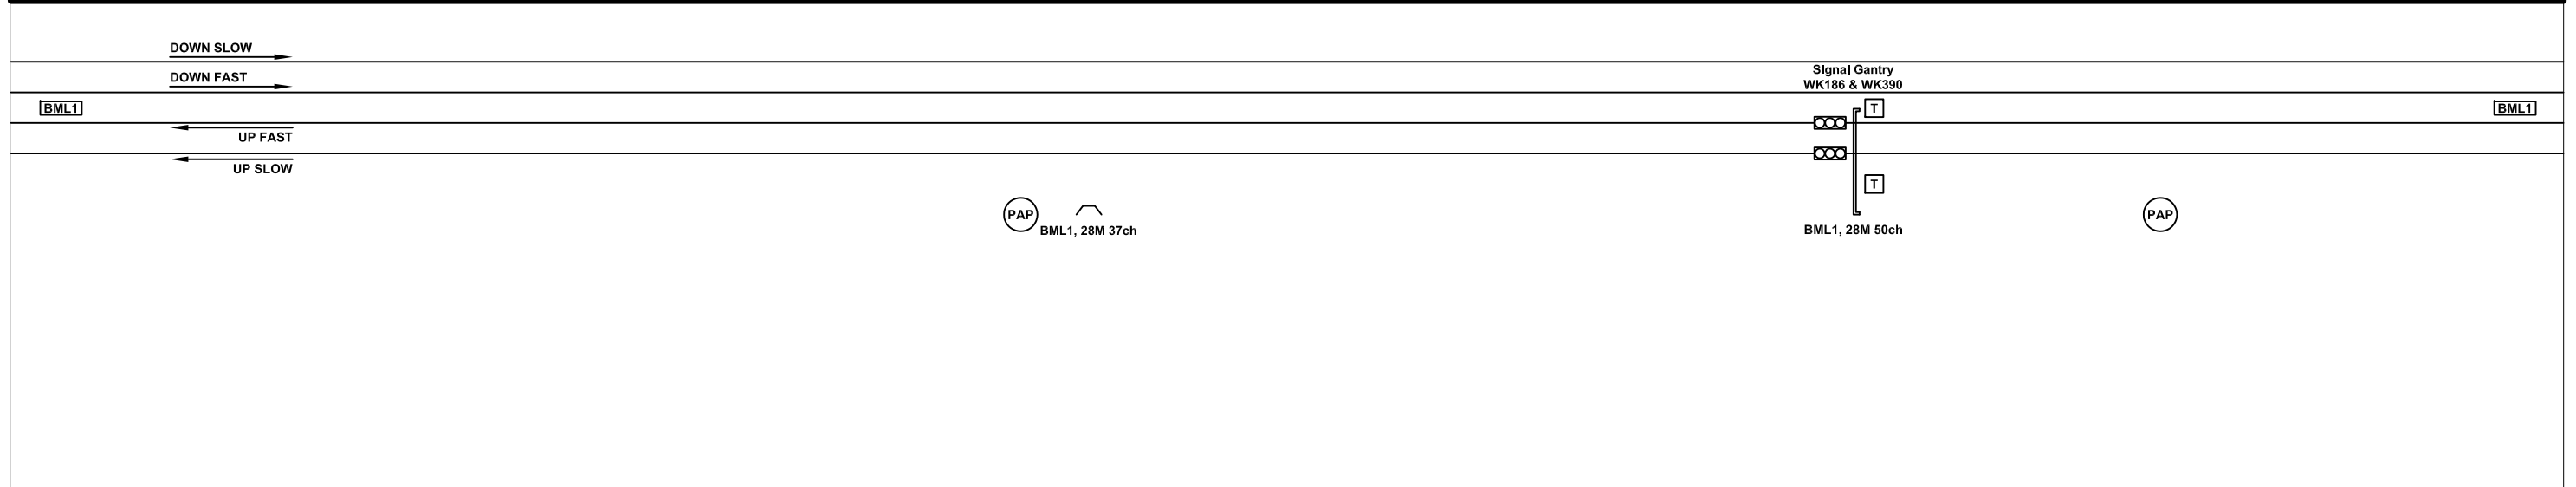 DOWN SLOW
DOWN FAST
Signal Gantry
WK186 & WK390
BML1
T
BML1
UP FAST
UP SLOW
T
PAP
BML1, 28M 37ch
BML1, 28M 50ch
PAP